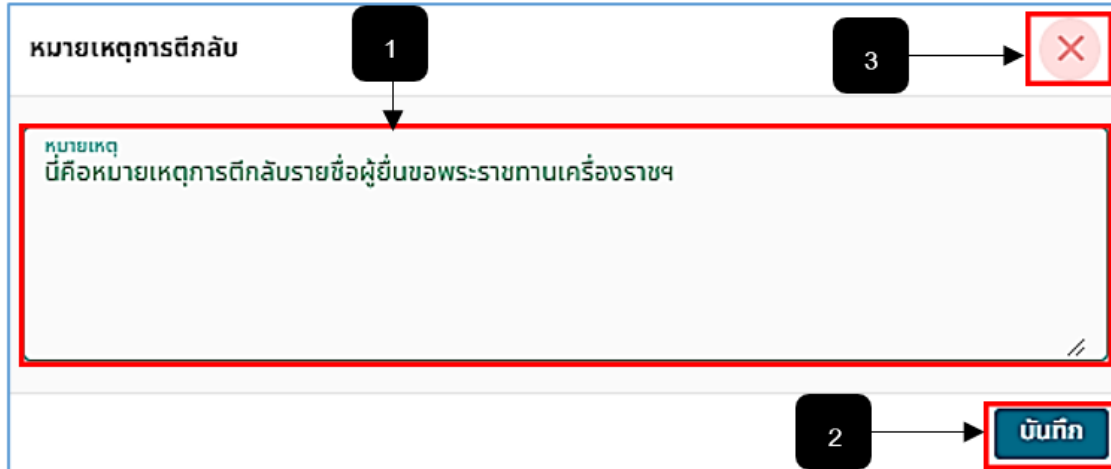 หมายเหตุการตีกลับ
1
3
หมายเหตุ
นี่คือหมายเหตุการตีกลับรายชื่อผู้ยื่นขอพระราชทานเครื่องราชฯ
2
บันทึก